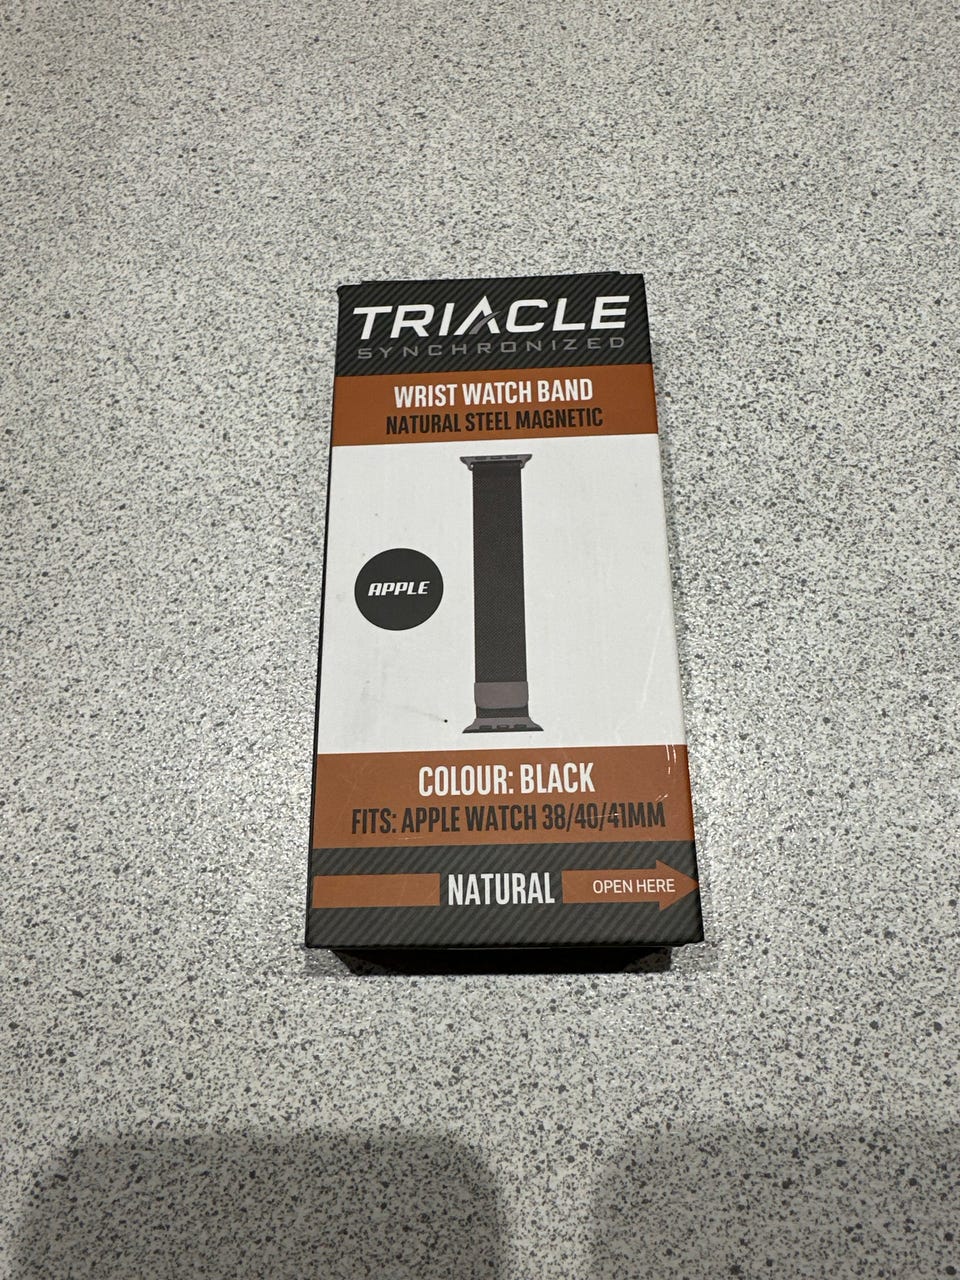 TRIACLE
SYNCHRONIZED
WRIST WATCH BAND
NATURAL STEEL MAGNETIC
APPLE
COLOUR: BLACK
FITS: APPLE WATCH 38/40/41MM
NATURAL
OPEN HERE